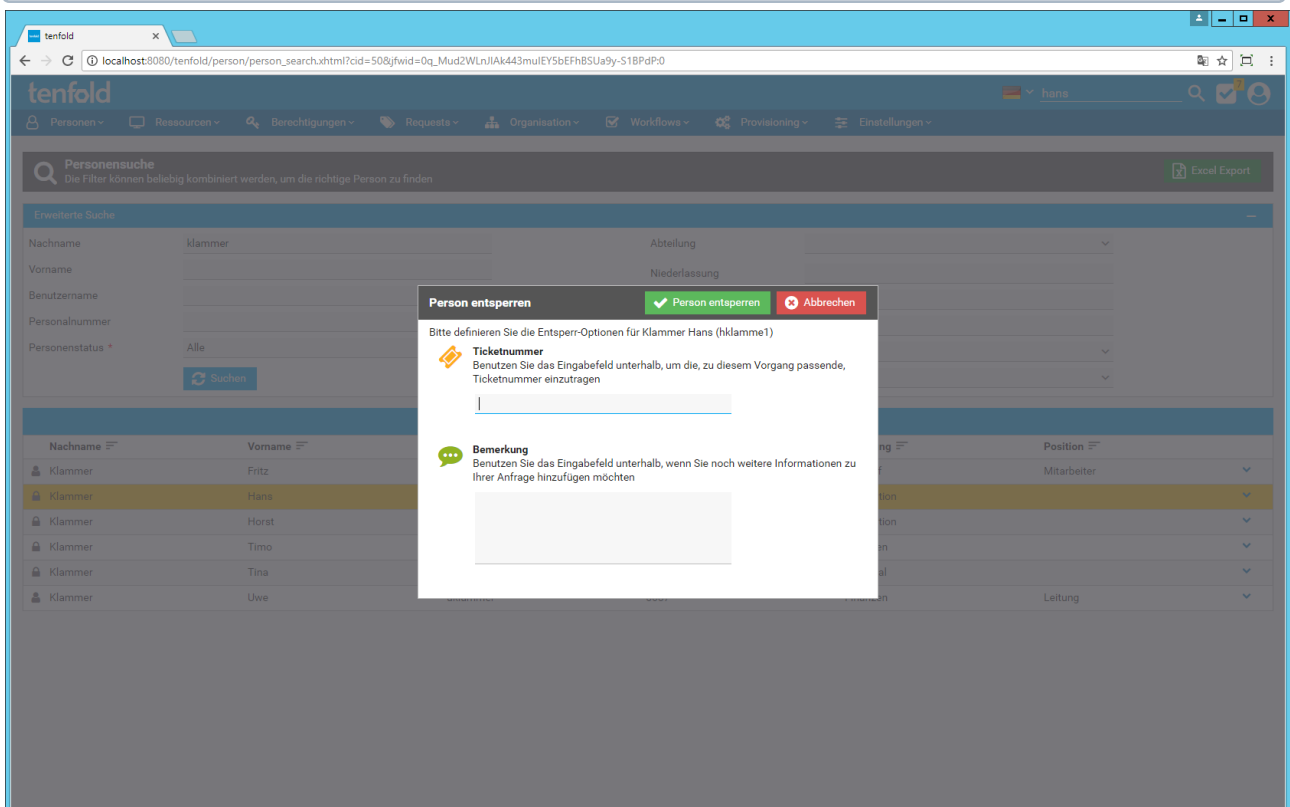 tenfold
localhost:8080/tenfold/person/person_search.xhtml?cid=50&jfwid=0q_Mud2WLnJIAk443muIEY5bEFhBSUa9y-S1BPdP:0
tenfold
hans
Personen
Ressourcen
Berechtigungen
Requests
Organisation
Workflows
Provisioning
Einstellungen
Personensuche
Die Filter können beliebig kombiniert werden, um die richtige Person zu finden
Excel Export
Erweiterte Suche
Nachname klammer Abteilung
Vorname Niederlassung
Benutzername
Personalnummer
Personenstatus * Alle
Suchen
Person entsperren
Person entsperren
Abbrechen
Bitte definieren Sie die Entsperr-Optionen für Klammer Hans (hklamme1)
Ticketnummer
Benutzen Sie das Eingabefeld unterhalb, um die, zu diesem Vorgang passende,
Ticketnummer einzutragen
Bemerkung
Benutzen Sie das Eingabefeld unterhalb, wenn Sie noch weitere Informationen zu
Ihrer Anfrage hinzufügen möchten
Nachname Vorname Position
Klammer Fritz Mitarbeiter
Klammer Hans
Klammer Horst
Klammer Timo
Klammer Tina
Klammer Uwe Leitung